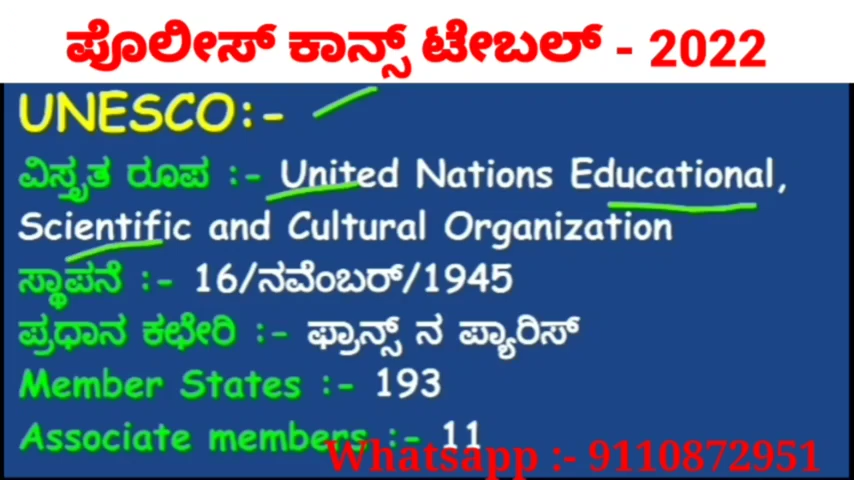 ಪೊಲೀಸ್ ಕಾನ್ಸ್ ಟೇಬಲ್ - 2022
UNESCO:-
ವಿಸ್ತೃತ ರೂಪ :- United Nations Educational,
Scientific and Cultural Organization
ಸ್ಥಾಪನೆ :- 16/ನವೆಂಬರ್/1945
ಪ್ರಧಾನ ಕಛೇರಿ :- ಫ್ರಾನ್ಸ್ ನ ಪ್ಯಾರಿಸ್
Member States :- 193
Associate members :- 11
Whatsapp :- 9110872951